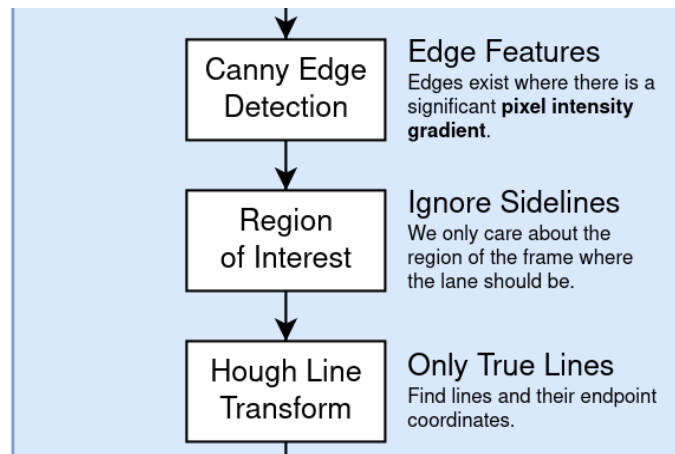 Canny Edge
Detection
Edge Features
Edges exist where there is a
significant pixel intensity
gradient.
Region
of Interest
Ignore Sidelines
We only care about the
region of the frame where
the lane should be.
Hough Line
Transform
Only True Lines
Find lines and their endpoint
coordinates.